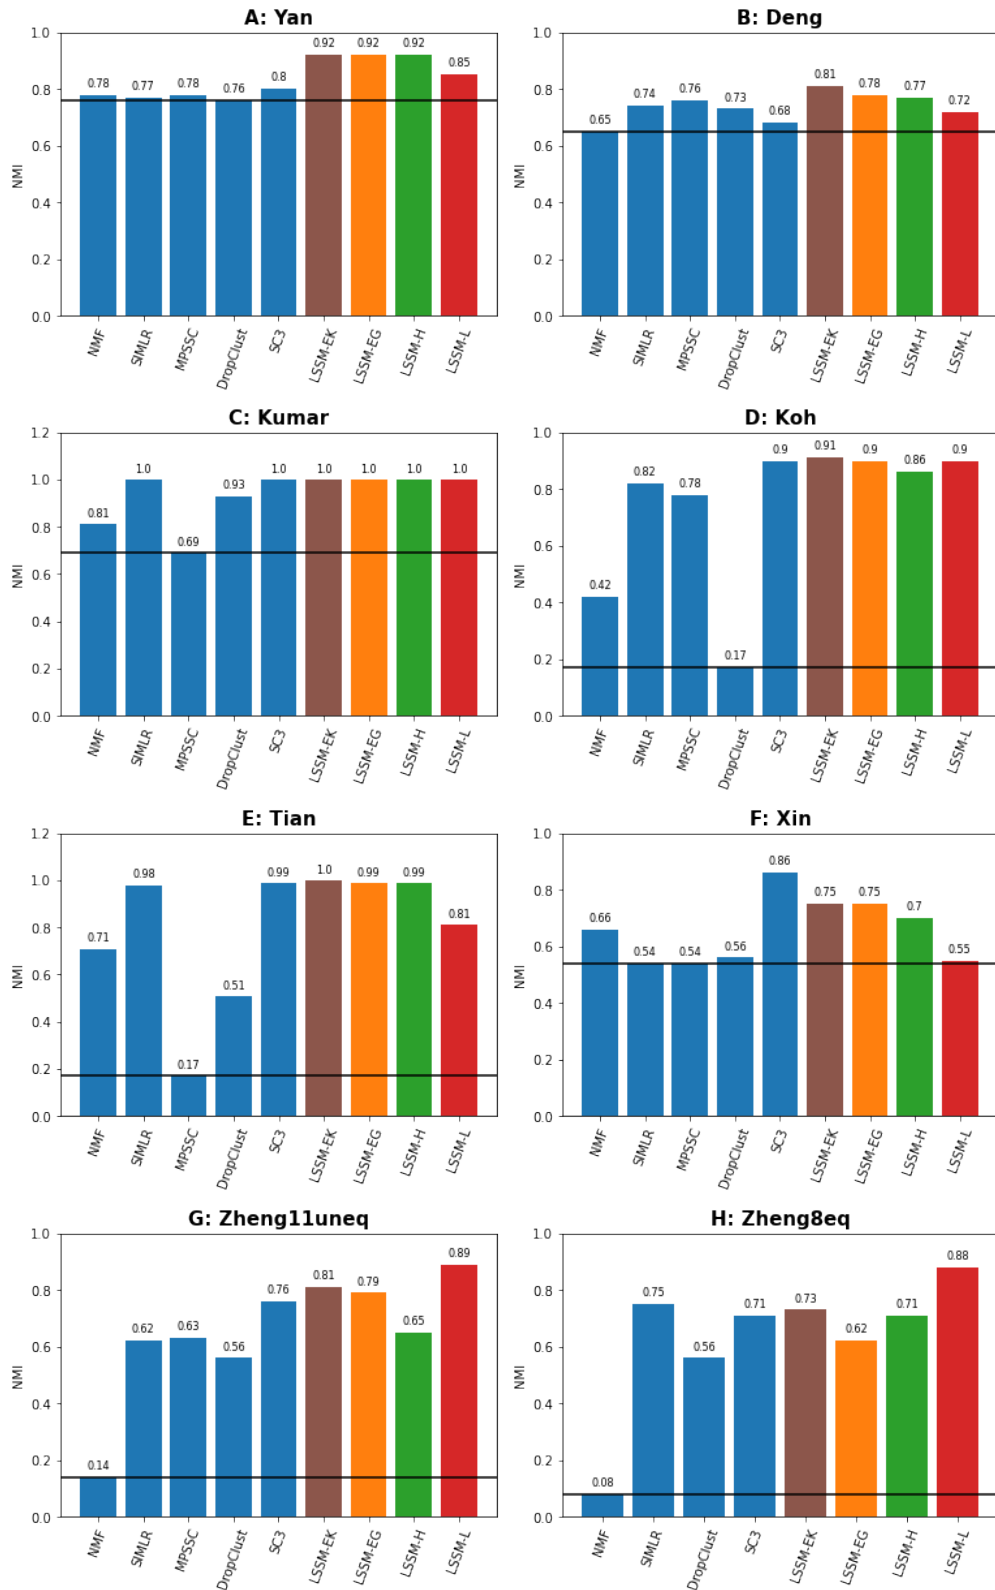 A: Yan
1.0
0.8
0.6
0.4
0.2
0.0
NMI
0.78 0.77 0.78 0.76 0.8 0.92 0.92 0.92 0.85
NMF SIMLR MPSSC DropClust SC3 LSSM-EK LSSM-EG LSSM-H LSSM-L
B: Deng
1.0
0.8
0.6
0.4
0.2
0.0
NMI
0.65 0.74 0.76 0.73 0.68 0.81 0.78 0.77 0.72
NMF SIMLR MPSSC DropClust SC3 LSSM-EK LSSM-EG LSSM-H LSSM-L
C: Kumar
1.2
1.0
0.8
0.6
0.4
0.2
0.0
NMI
0.81 1.0 0.69 0.93 1.0 1.0 1.0 1.0 1.0
NMF SIMLR MPSSC DropClust SC3 LSSM-EK LSSM-EG LSSM-H LSSM-L
D: Koh
1.0
0.8
0.6
0.4
0.2
0.0
NMI
0.42 0.82 0.78 0.17 0.9 0.91 0.9 0.86 0.9
NMF SIMLR MPSSC DropClust SC3 LSSM-EK LSSM-EG LSSM-H LSSM-L
E: Tian
1.2
1.0
0.8
0.6
0.4
0.2
0.0
NMI
0.71 0.98 0.17 0.51 0.99 1.0 0.99 0.99 0.81
NMF SIMLR MPSSC DropClust SC3 LSSM-EK LSSM-EG LSSM-H LSSM-L
F: Xin
1.0
0.8
0.6
0.4
0.2
0.0
NMI
0.66 0.54 0.54 0.56 0.86 0.75 0.75 0.7 0.55
NMF SIMLR MPSSC DropClust SC3 LSSM-EK LSSM-EG LSSM-H LSSM-L
G: Zheng11uneq
1.0
0.8
0.6
0.4
0.2
0.0
NMI
0.14 0.62 0.63 0.56 0.76 0.81 0.79 0.65 0.89
NMF SIMLR MPSSC DropClust SC3 LSSM-EK LSSM-EG LSSM-H LSSM-L
H: Zheng8eq
1.0
0.8
0.6
0.4
0.2
0.0
NMI
0.08 0.75 0.56 0.71 0.73 0.62 0.71 0.88
NMF SIMLR DropClust SC3 LSSM-EK LSSM-EG LSSM-H LSSM-L